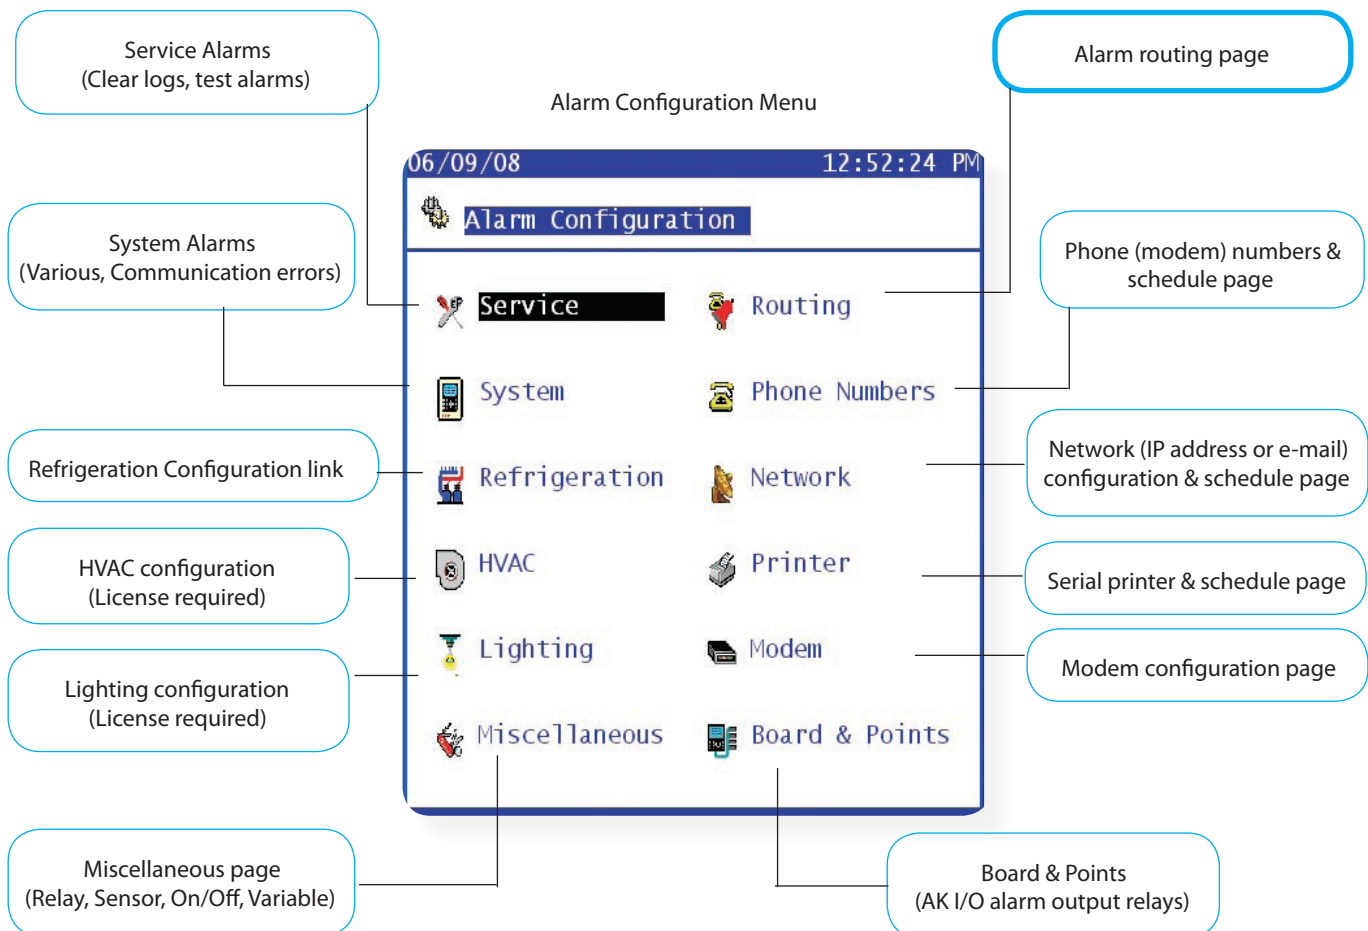 Service Alarms
(Clear logs, test alarms)
Alarm routing page
Alarm Configuration Menu
06/09/08 12:52:24 PM
Alarm Configuration
System Alarms
(Various, Communication errors)
Phone (modem) numbers &
schedule page
Service
Routing
System
Phone Numbers
Refrigeration Configuration link
Refrigeration
Network
Network (IP address or e-mail)
configuration & schedule page
HVAC configuration
(License required)
HVAC
Printer
Serial printer & schedule page
Lighting configuration
(License required)
Lighting
Modem
Modem configuration page
Miscellaneous
Board & Points
Miscellaneous page
(Relay, Sensor, On/Off, Variable)
Board & Points
(AK I/O alarm output relays)